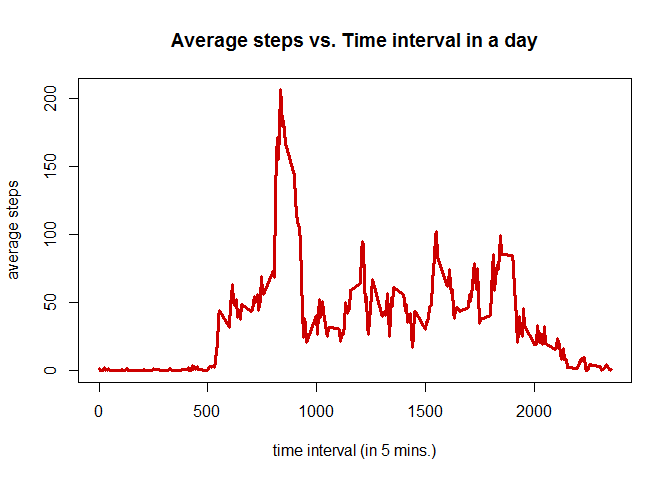 Average steps vs. Time interval in a day
average steps
200
150
100
50
0
0 500 1000 1500 2000
time interval (in 5 mins.)